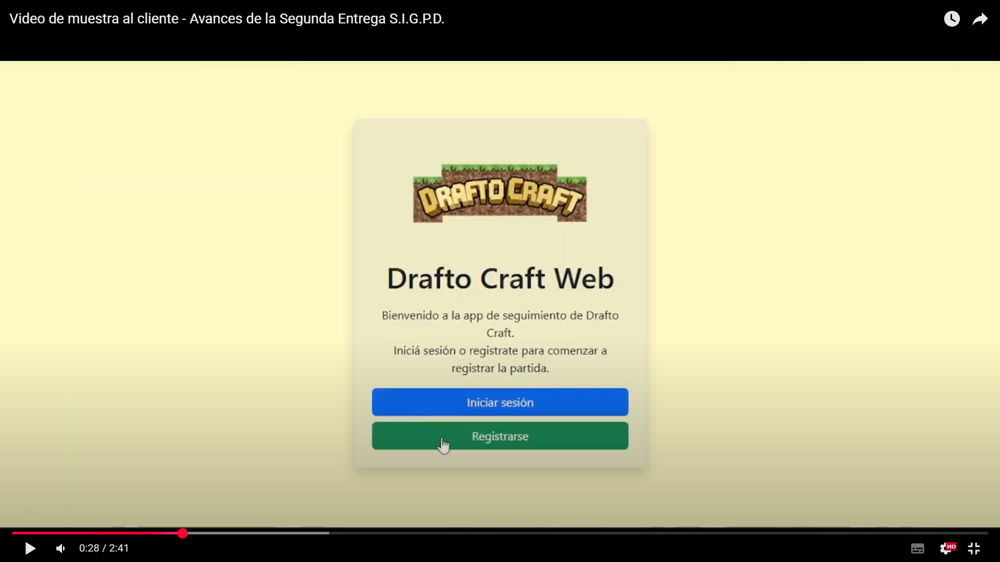 Video de muestra al cliente - Avances de la Segunda Entrega S.I.G.P.D.
DRAFTO CRAFT
Drafto Craft Web
Bienvenido a la app de seguimiento de Drafto
Craft.
Iniciá sesión o registrate para comenzar a
registrar la partida.
Iniciar sesión
Registrarse
0:28 / 2:41
HD